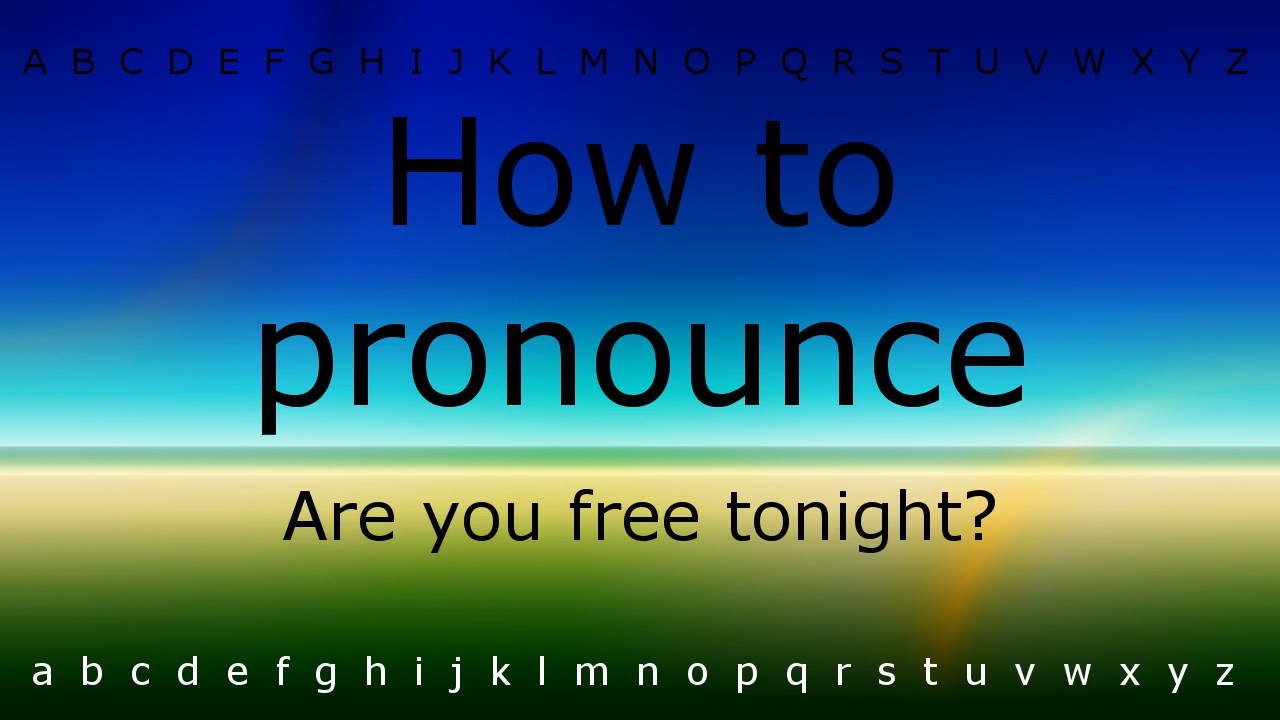 A B C D E F G H I J K L M N O P Q R S T U V W X Y Z
How to
pronounce
Are you free tonight?
a b c d e f g h i j k l m n o p q r s t u v w x y z